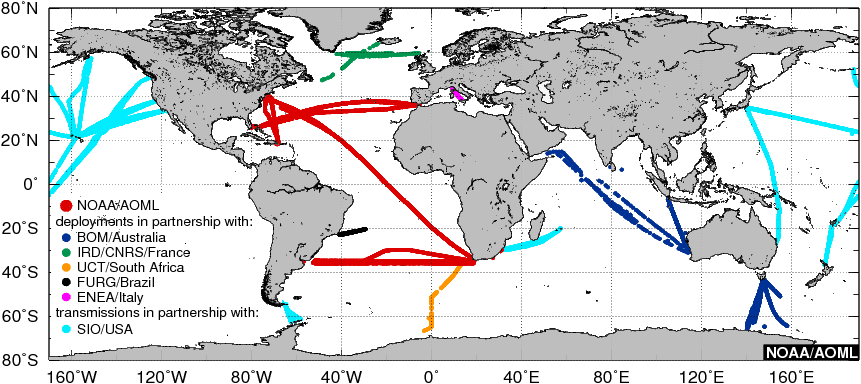 80°N
60°N
40°N
20°N
0°
20°S
40°S
60°S
80°S
NOAA/AOML
deployments in partnership with:
BOM/Australia
IRD/CNRS/France
UCT/South Africa
FURG/Brazil
ENEA/Italy
transmissions in partnership with:
SIO/USA
NOAA/AOML
160°W 120°W 80°W 40°W 0° 40°E 80°E 120°E 160°E